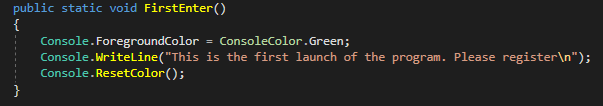 public static void FirstEnter()
{
    Console.ForegroundColor = ConsoleColor.Green;
    Console.WriteLine("This is the first launch of the program. Please register\n");
    Console.ResetColor();
}